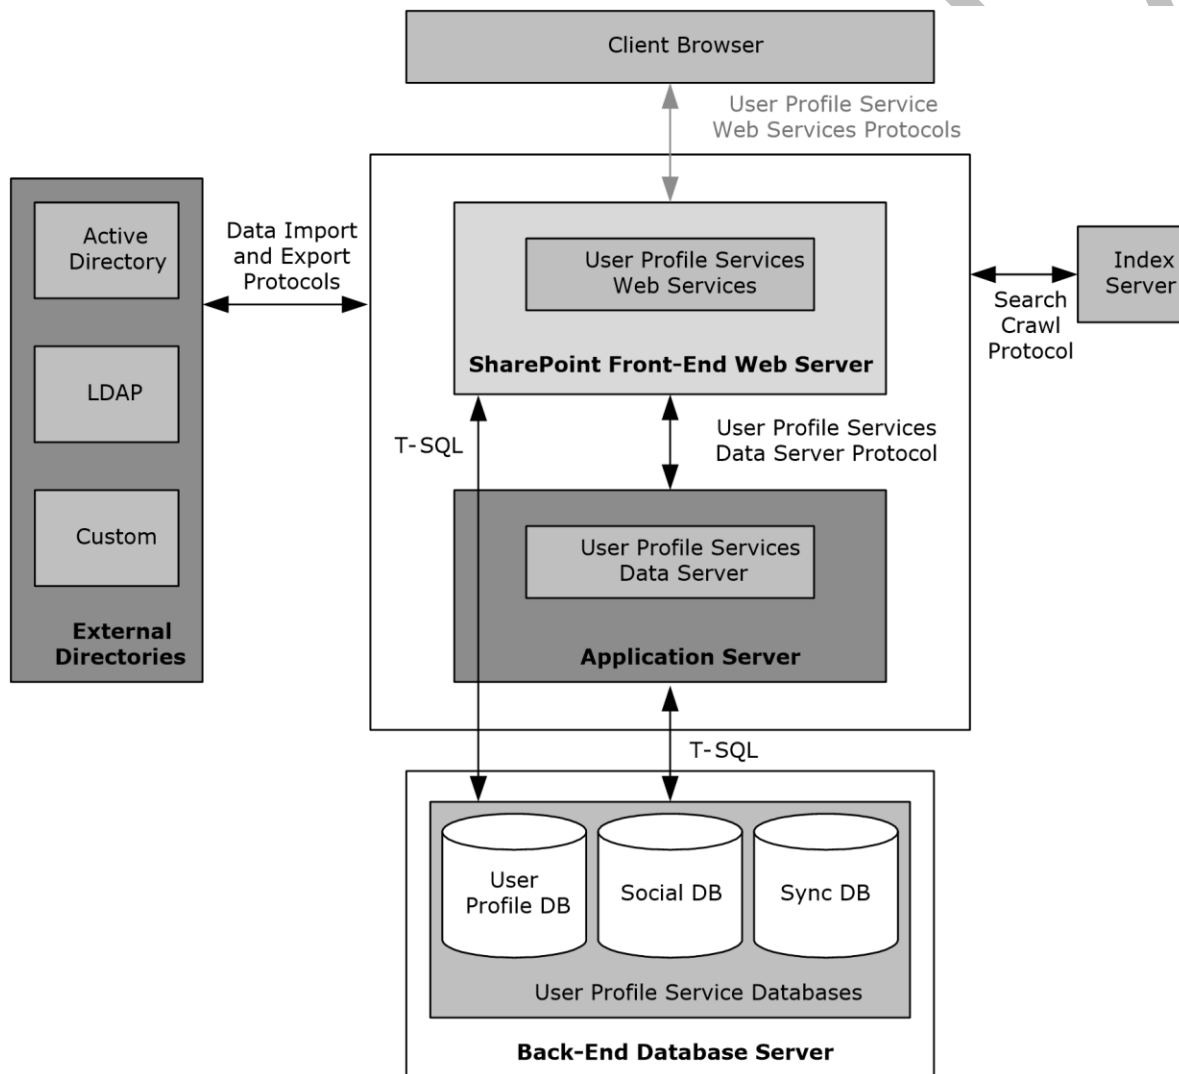 Client Browser
User Profile Service
Web Services Protocols
Active
Directory
LDAP
Custom
External
Directories
Data Import
and Export
Protocols
User Profile Services
Web Services
SharePoint Front-End Web Server
Index
Server
Search
Crawl
Protocol
T-SQL
User Profile Services
Data Server Protocol
User Profile Services
Data Server
Application Server
T-SQL
User
Profile DB
Social DB
Sync DB
User Profile Service Databases
Back-End Database Server